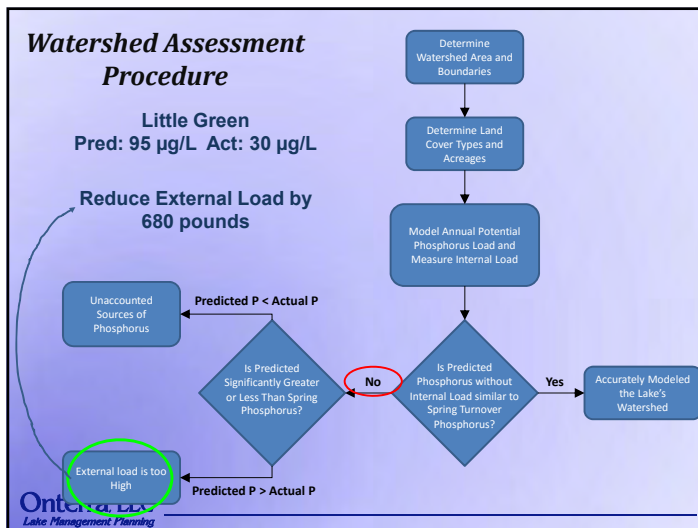 Watershed Assessment
Procedure
Little Green
Pred: 95 µg/L  Act: 30 µg/L
Reduce External Load by
680 pounds
Determine
Watershed Area and
Boundaries
Determine Land
Cover Types and
Acreages
Model Annual Potential
Phosphorus Load and
Measure Internal Load
Is Predicted
Phosphorus without
Internal Load similar to
Spring Turnover
Phosphorus?
Yes
Accurately Modeled
the Lake's
Watershed
No
Is Predicted
Significantly Greater
or Less Than Spring
Phosphorus?
Predicted P < Actual P
Unaccounted
Sources of
Phosphorus
Predicted P > Actual P
External load is too
High
Onterra LLC
Lake Management Planning